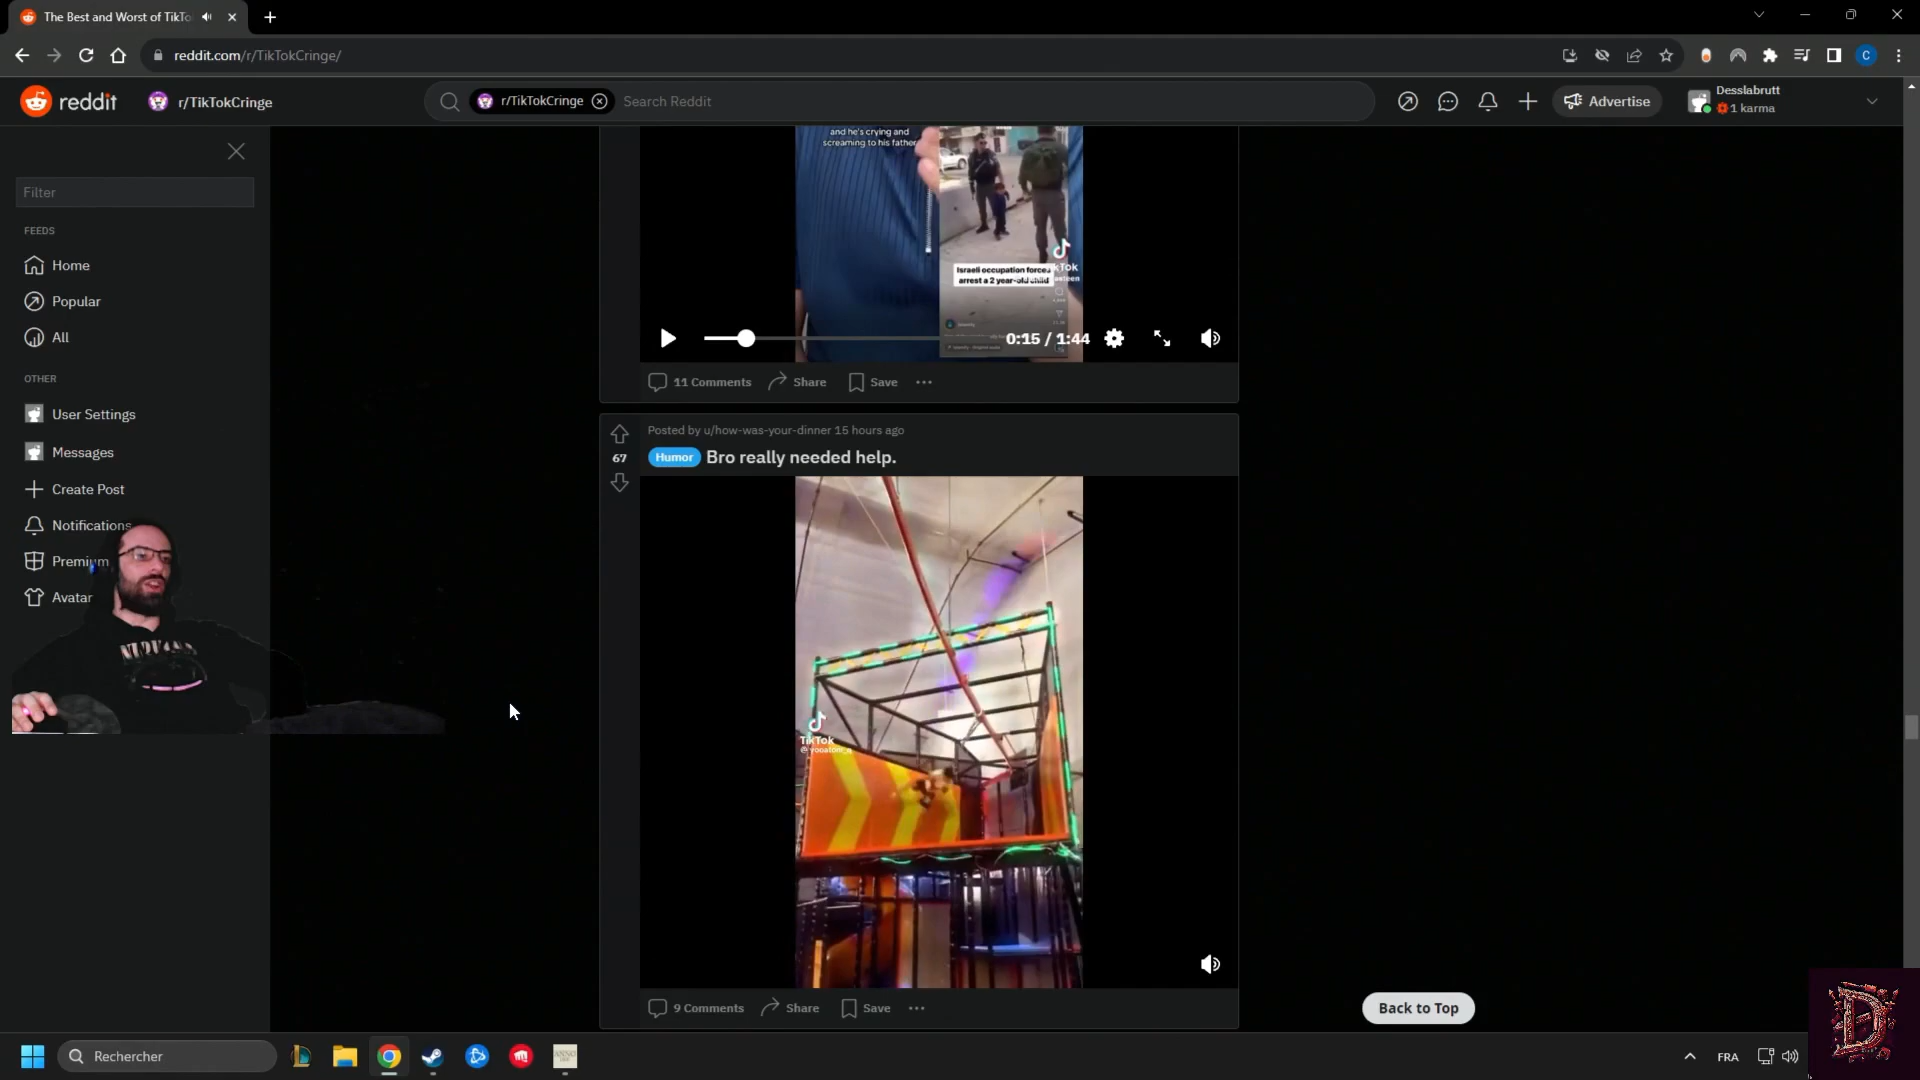 The Best and Worst of TikTo
reddit.com/r/TikTokCringe/
reddit
r/TikTokCringe
r/TikTokCringe
Search Reddit
Advertise
Desslabrutt
1 karma
Filter
FEEDS
Home
Popular
All
OTHER
User Settings
Messages
Create Post
Notifications
Premium
Avatar
and he's crying and
screaming to his father
Israeli occupation forces
arrest a 2 year-old child
0:15 / 1:44
11 Comments
Share
Save
67
Posted by u/how-was-your-dinner 15 hours ago
Humor
Bro really needed help.
TikTok
9 Comments
Share
Save
Back to Top
Rechercher
ANNO
FRA
C
D